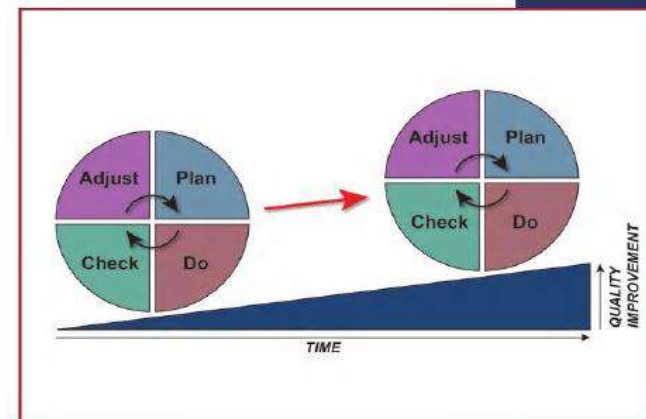 Adjust
Plan
Check
Do
Adjust
Plan
Check
Do
TIME
QUALITY
IMPROVEMENT